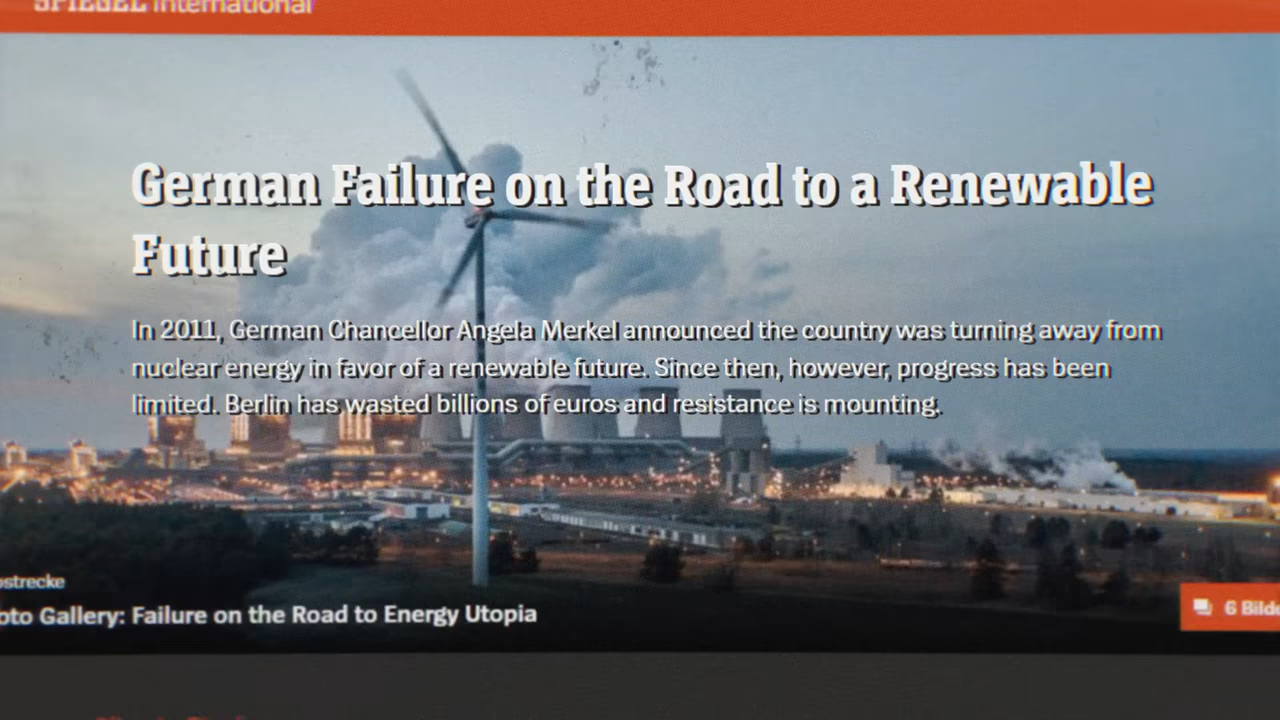 SPIEGEL International
German Failure on the Road to a Renewable
Future
In 2011, German Chancellor Angela Merkel announced the country was turning away from
nuclear energy in favor of a renewable future. Since then, however, progress has been
limited. Berlin has wasted billions of euros and resistance is mounting.
ostrecke
oto Gallery: Failure on the Road to Energy Utopia
6 Bild